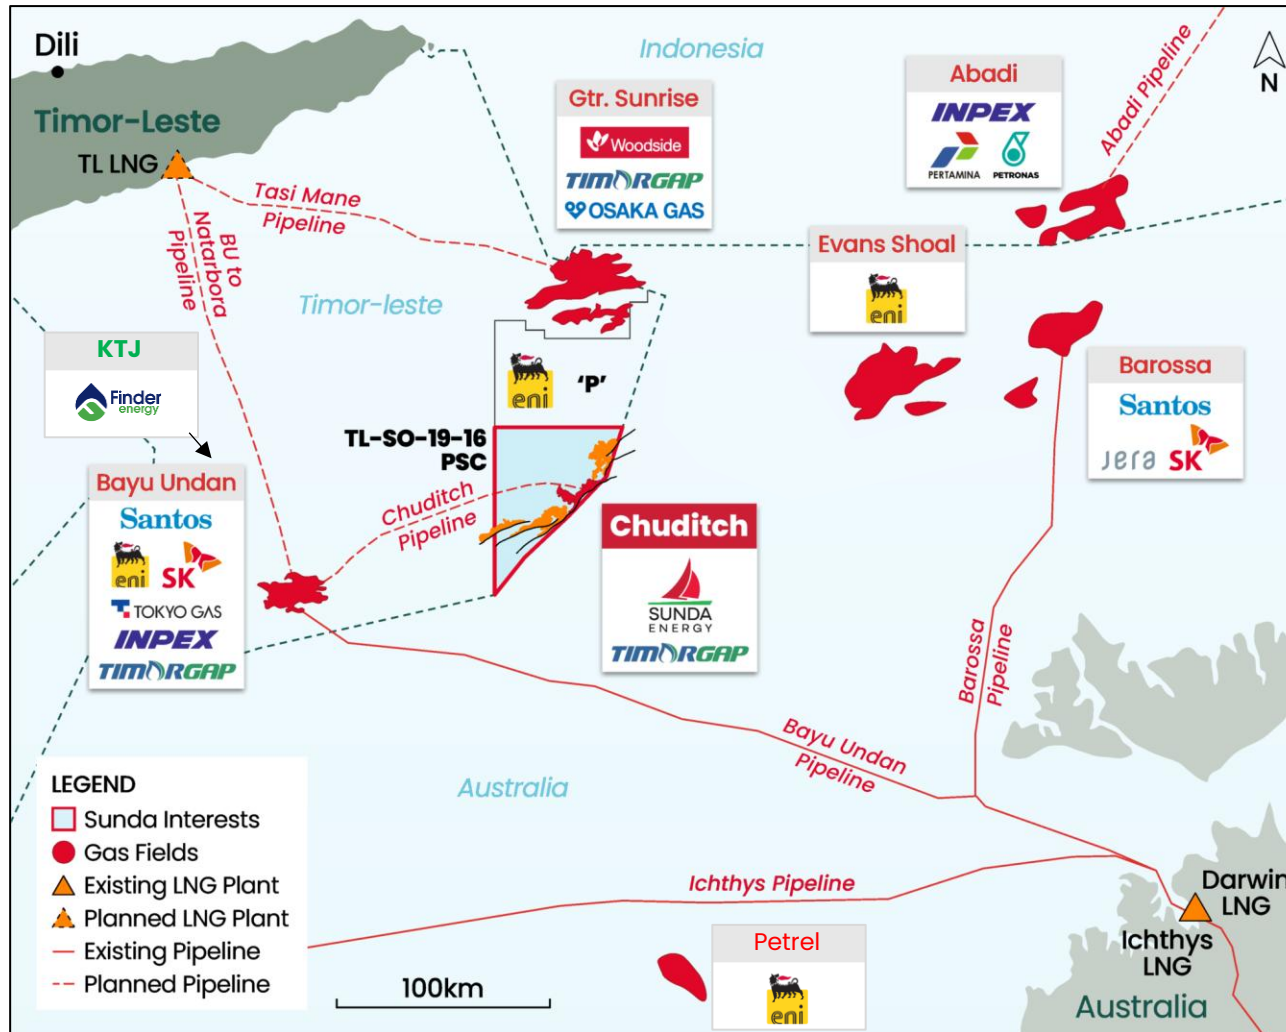 Dili
Indonesia
Timor-Leste
TL LNG
Tasi Mane
Pipeline
BU to
Natarbora
Pipeline
Timor-leste
Gtr. Sunrise
Woodside
TIMORGAP
OSAKA GAS
Abadi
INPEX
PERTAMINA
PETRONAS
Abadi Pipeline
N
Evans Shoal
eni
Barossa
Santos
Jera SK
KTJ
Finder
energy
eni
'P'
TL-SO-19-16
PSC
Bayu Undan
Santos
eni SK
TOKYO GAS
INPEX
TIMORGAP
Chuditch
Pipeline
Chuditch
SUNDA
ENERGY
TIMORGAP
Barossa
Pipeline
Bayu Undan
Pipeline
Australia
LEGEND
Sunda Interests
Gas Fields
Existing LNG Plant
Planned LNG Plant
Existing Pipeline
Planned Pipeline
Ichthys Pipeline
100km
Petrel
eni
Darwin
LNG
Ichthys
LNG
Australia